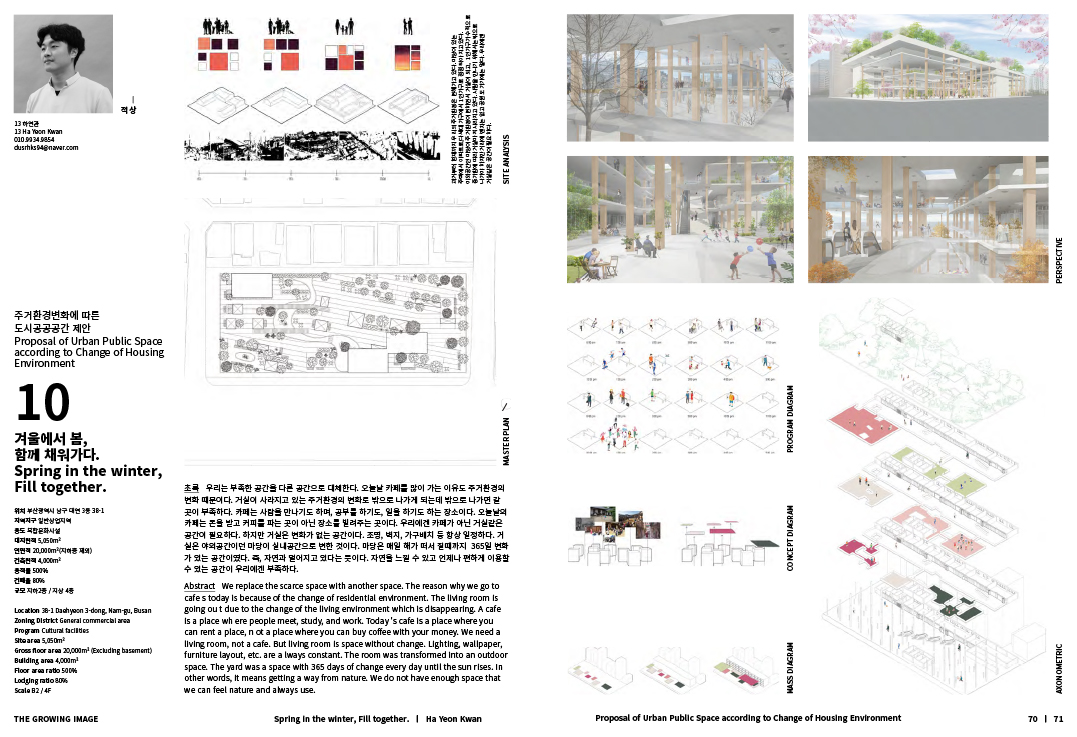 적상
13 하연관
13 Ha Yeon Kwan
010.9934.9854
dusrhks94@naver.com
SITE ANALYSIS
주거환경변화에 따른
도시공공공간 제안
Proposal of Urban Public Space
according to Change of Housing
Environment
10
겨울에서 봄,
함께 채워가다.
Spring in the winter,
Fill together.
위치 부산광역시 남구 대연 3동 38-1
지역지구 일반상업지역
용도 복합문화시설
대지면적 5,050m²
연면적 20,000m²(지하층 제외)
건축면적 4,000m²
용적률 500%
건폐율 80%
규모 지하2층 / 지상 4층
Location 38-1 Daehyeon 3-dong, Nam-gu, Busan
Zoning District General commercial area
Program Cultural facilities
Site area 5,050m²
Gross floor area 20,000m² (Excluding basement)
Building area 4,000m²
Floor area ratio 500%
Lodging ratio 80%
Scale B2 / 4F
MASTER PLAN
초록 우리는 부족한 공간을 다른 공간으로 대체한다. 오늘날 카페를 많이 가는 이유도 주거환경의
변화 때문이다. 거실이 사라지고 있는 주거환경의 변화로 밖으로 나가게 되는데 밖으로 나가면 갈
곳이 부족하다. 카페는 사람을 만나기도 하며, 공부를 하기도, 일을 하기도 하는 장소이다. 오늘날의
카페는 돈을 받고 커피를 파는 곳이 아닌 장소를 빌려주는 곳이다. 우리에겐 카페가 아닌 거실같은
공간이 필요하다. 하지만 거실은 변화가 없는 공간이다. 조명, 벽지, 가구배치 등 항상 일정하다. 거
실은 야외공간이던 마당이 실내공간으로 변한 것이다. 마당은 매일 해가 떠서 질때까지 365일 변화
가 있는 공간이였다. 즉, 자연과 멀어지고 있다는 뜻이다. 자연을 느낄 수 있고 언제나 편하게 이용할
수 있는 공간이 우리에겐 부족하다.
Abstract We replace the scarce space with another space. The reason why we go to
cafe s today is because of the change of residential environment. The living room is
going ou t due to the change of the living environment which is disappearing. A cafe
is a place wh ere people meet, study, and work. Today's cafe is a place where you
can rent a place, n ot a place where you can buy coffee with your money. We need a
living room, not a cafe. But living room is space without change. Lighting, wallpaper,
furniture layout, etc. are a lways constant. The room was transformed into an outdoor
space. The yard was a space with 365 days of change every day until the sun rises. In
other words, it means getting a way from nature. We do not have enough space that
we can feel nature and always use.
THE GROWING IMAGE
Spring in the winter, Fill together. | Ha Yeon Kwan
PERSPECTIVE
PROGRAM DIAGRAM
CONCEPT DIAGRAM
MASS DIAGRAM
AXONOMETRIC
Proposal of Urban Public Space according to Change of Housing Environment
70 | 71